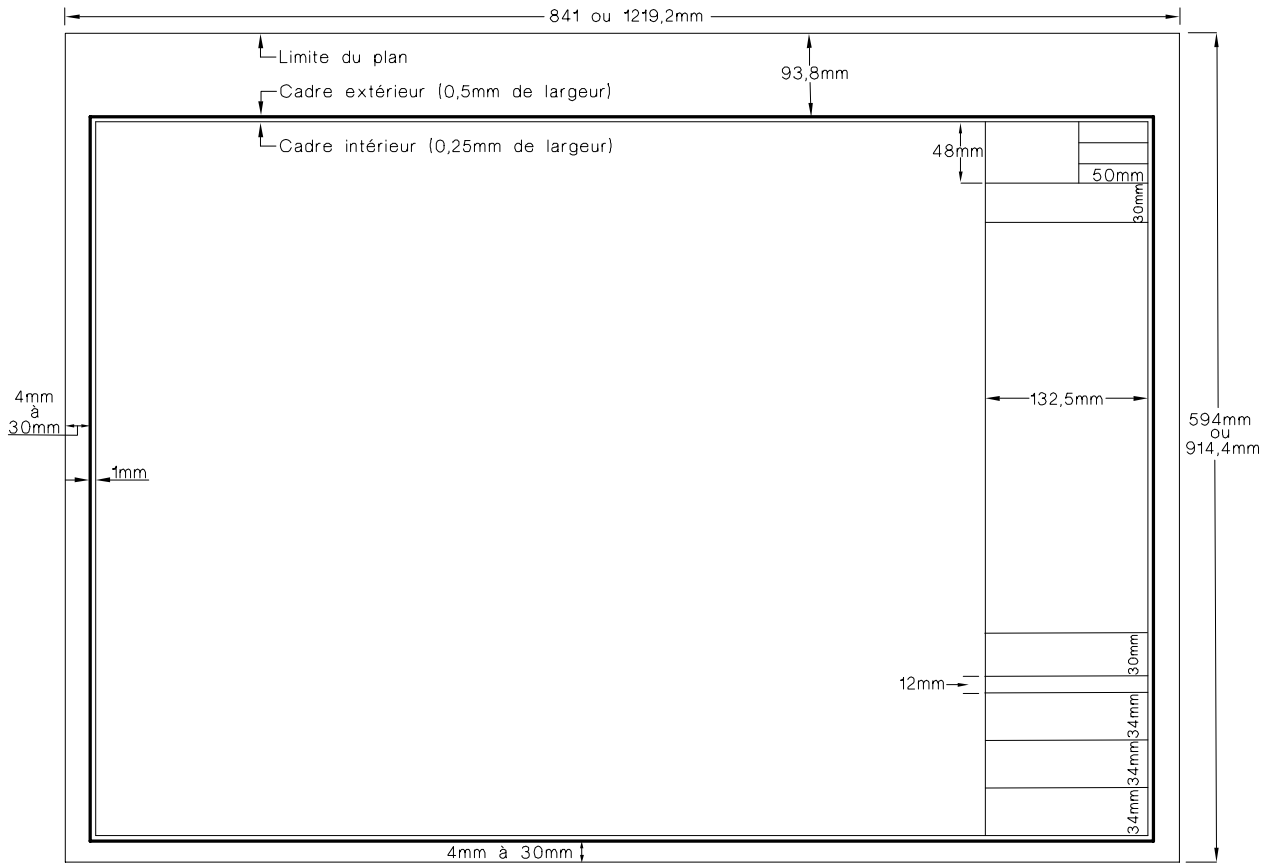 841 ou 1219,2mm
Limite du plan
93,8mm
Cadre extérieur (0,5mm de largeur)
Cadre intérieur (0,25mm de largeur)
48mm
50mm
30mm
4mm
à
30mm
132,5mm
594mm
ou
914,4mm
1mm
30mm
12mm
34mm
34mm
34mm
4mm à 30mm